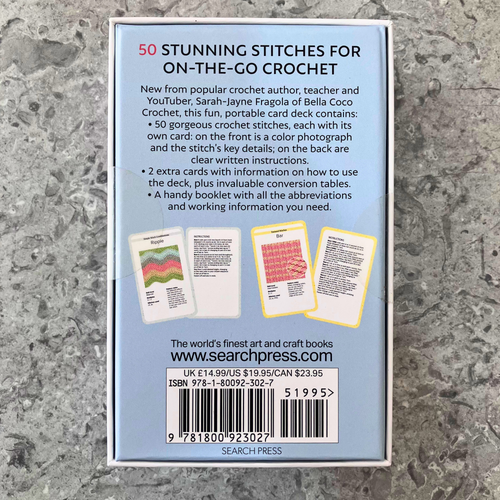 50 STUNNING STITCHES FOR
ON-THE-GO CROCHET
New from popular crochet author, teacher and
YouTuber, Sarah-Jayne Fragola of Bella Coco
Crochet, this fun, portable card deck contains:
• 50 gorgeous crochet stitches, each with its
own card: on the front is a color photograph
and the stitch's key details; on the back are
clear written instructions.
• 2 extra cards with information on how to use
the deck, plus invaluable conversion tables.
• A handy booklet with all the abbreviations
and working information you need.
Ripple
INSTRUCTIONS
Bar
INSTRUCTIONS
The world's finest art and craft books
www.searchpress.com
UK £14.99/US $19.95/CAN $23.95
ISBN 978-1-80092-302-7
51995>
9 781800 923027
SEARCH PRESS